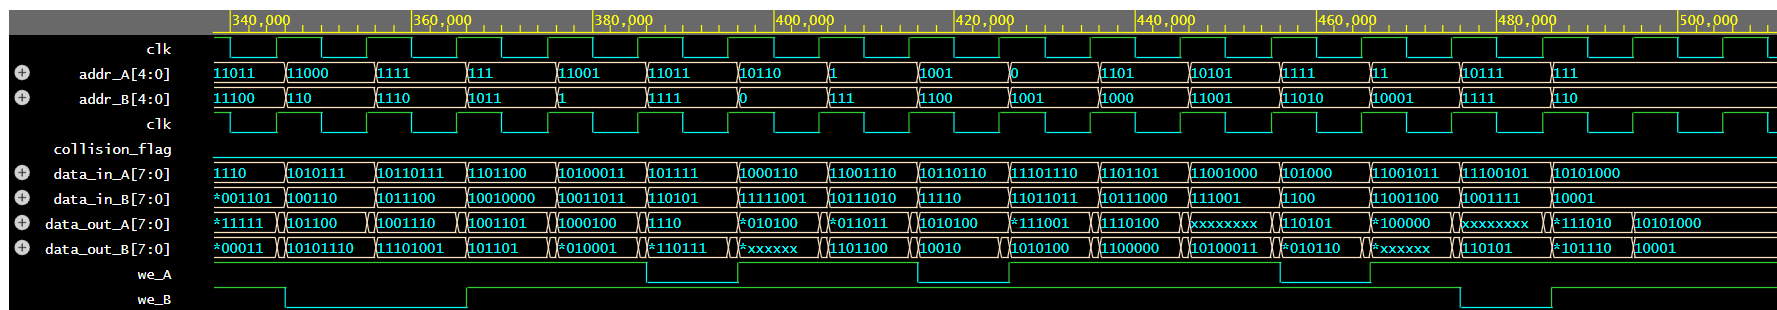 340,000 360,000 380,000 400,000 420,000 440,000 460,000 480,000 500,000
clk
addr_A[4:0] 11011 11000 1111 111 11001 11011 10110 1 1001 0 1101 10101 1111 11 10111 111
addr_B[4:0] 11100 110 1110 1011 1 1111 0 111 1100 1001 1000 11001 11010 10001 1111 110
clk
collision_flag
data_in_A[7:0] 1110 1010111 10110111 1101100 10100011 101111 1000110 11001110 10110110 11101110 1101101 11001000 101000 11001011 11100101 10101000
data_in_B[7:0] *001101 100110 1011100 10010000 10011011 110101 11111001 10111010 11110 11011011 10111000 111001 1100 11001100 1001111 10001
data_out_A[7:0] *11111 101100 1001110 1001101 1000100 1110 *010100 *011011 1010100 *111001 1110100 xxxxxxxx 110101 *100000 xxxxxxxx *111010 10101000
data_out_B[7:0] *00011 10101110 11101001 101101 *010001 *110111 *xxxxxx 1101100 10010 1010100 1100000 10100011 *010110 *xxxxxx 110101 *101110 10001
we_A
we_B